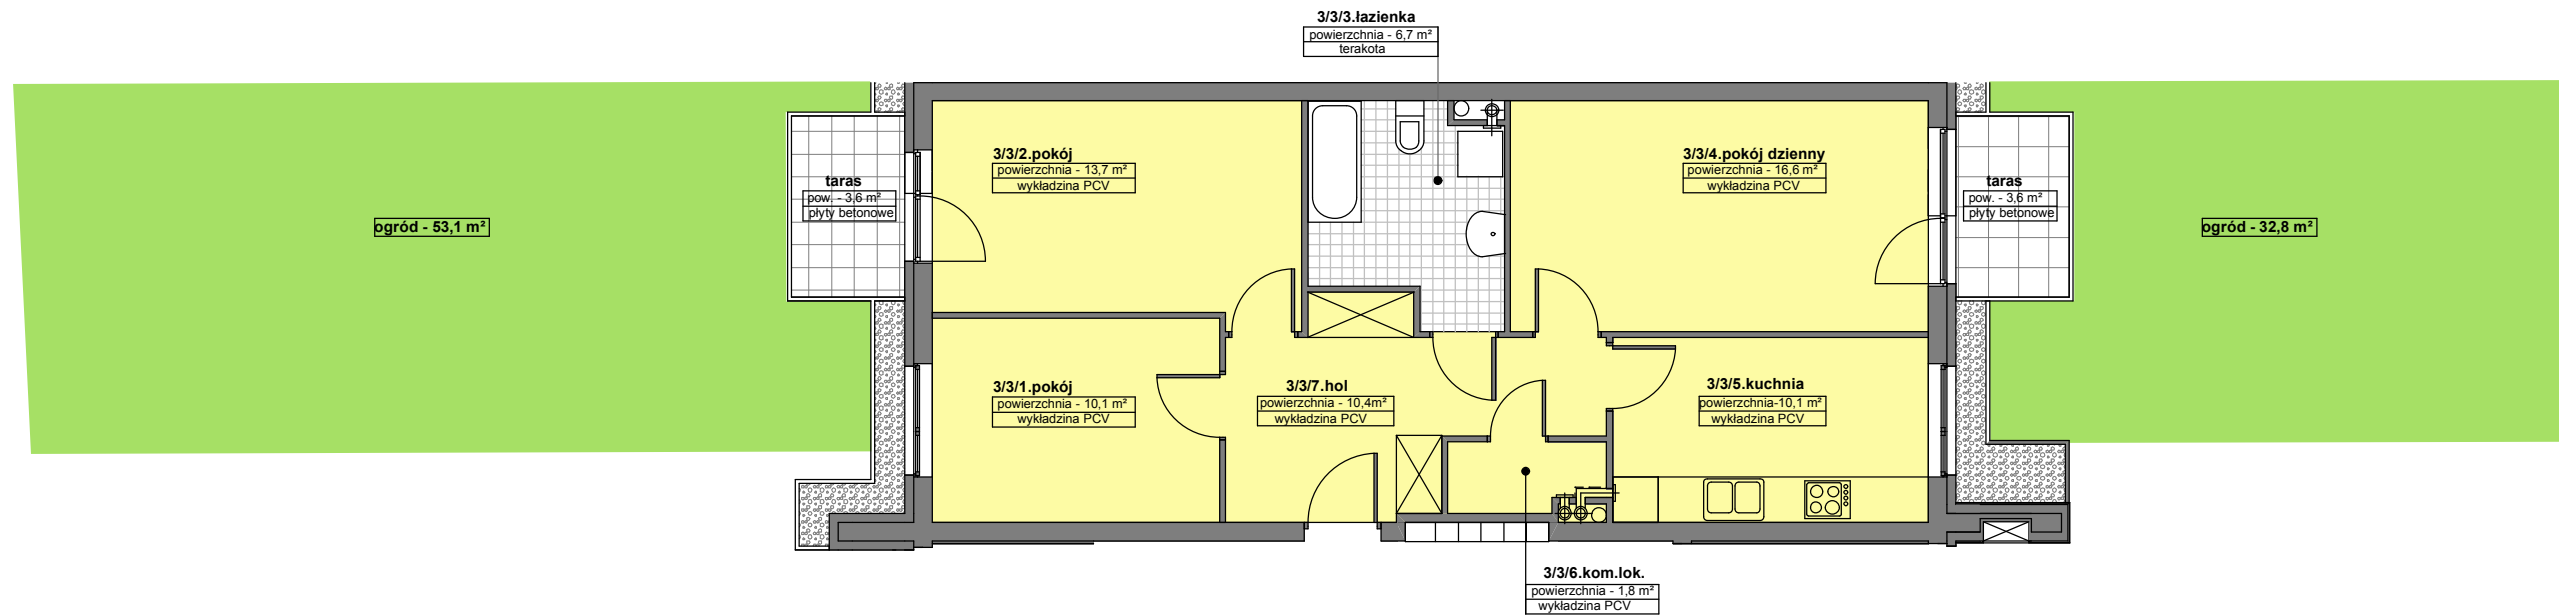 3/3/3.łazienka
powierzchnia - 6,7 m²
terakota
3/3/2.pokój
powierzchnia - 13,7 m²
wykładzina PCV
3/3/4.pokój dzienny
powierzchnia - 16,6 m²
wykładzina PCV
taras
pow. - 3,6 m²
płyty betonowe
taras
pow. - 3,6 m²
płyty betonowe
ogród - 53,1 m²
ogród - 32,8 m²
3/3/1.pokój
powierzchnia - 10,1 m²
wykładzina PCV
3/3/7.hol
powierzchnia - 10,4m²
wykładzina PCV
3/3/5.kuchnia
powierzchnia-10,1 m²
wykładzina PCV
3/3/6.kom.lok.
powierzchnia - 1,8 m²
wykładzina PCV